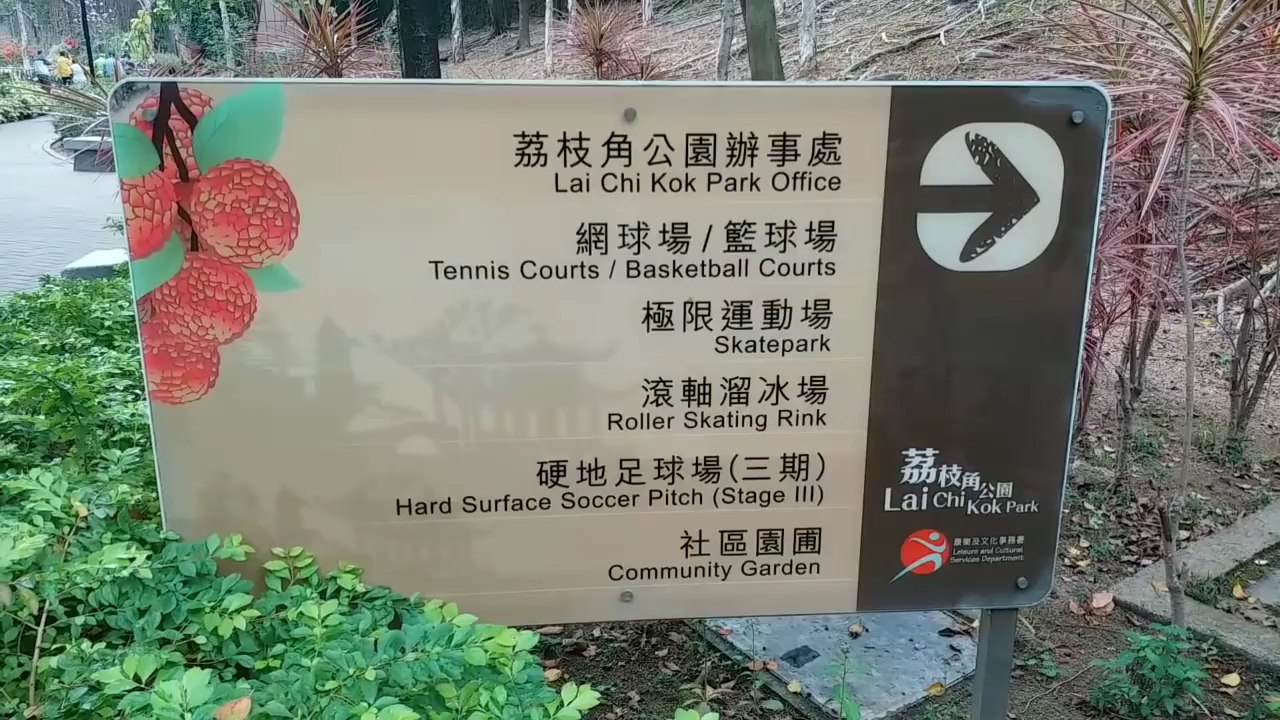 荔枝角公園辦事處
Lai Chi Kok Park Office
網球場 / 籃球場
Tennis Courts / Basketball Courts
極限運動場
Skatepark
滾軸溜冰場
Roller Skating Rink
硬地足球場(三期)
Hard Surface Soccer Pitch (Stage III)
社區園圃
Community Garden
荔枝角公園
Lai Chi Kok Park
康樂及文化事務署
Leisure and Cultural
Services Department